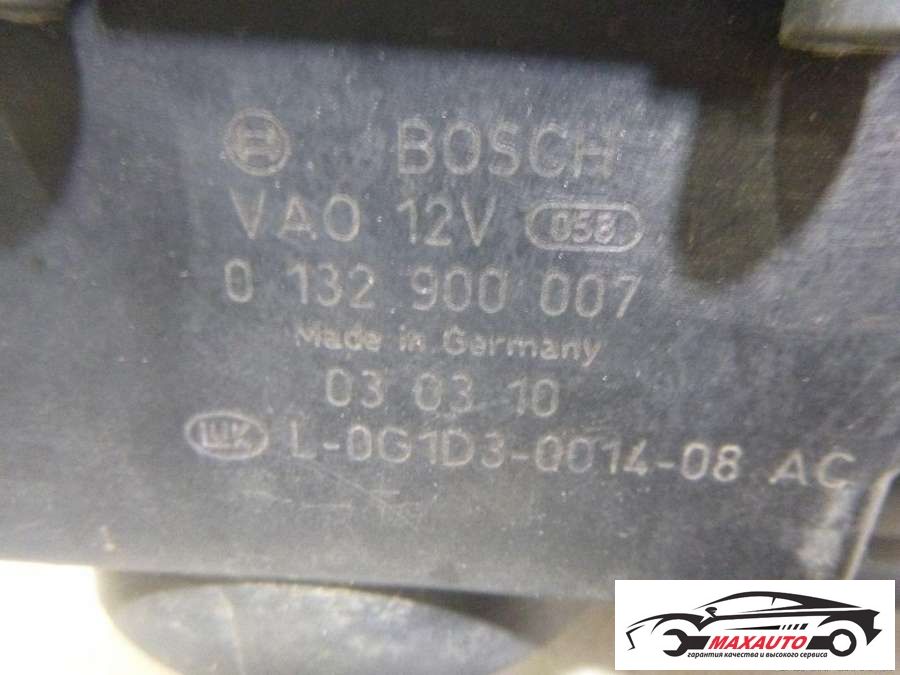 BOSCH
VAO 12V 058
0 132 900 007
Made in Germany
03 03 10
LUK L-0G1D3-0014-08 AC
MAXAUTO
гарантия качества и высокого сервиса